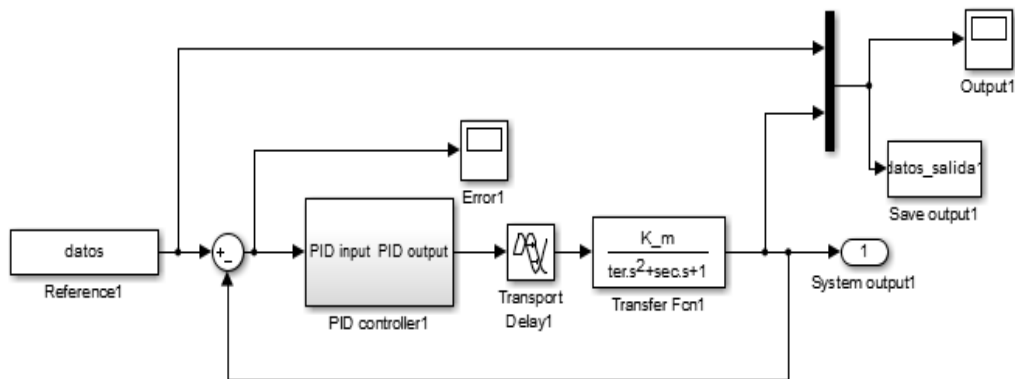 Output1
datos_salida1
Save output1
Error1
datos
Reference1
+
-
PID input PID output
PID controller1
Transport
Delay1
K_m
ter.s²+sec.s+1
Transfer Fcn1
1
System output1